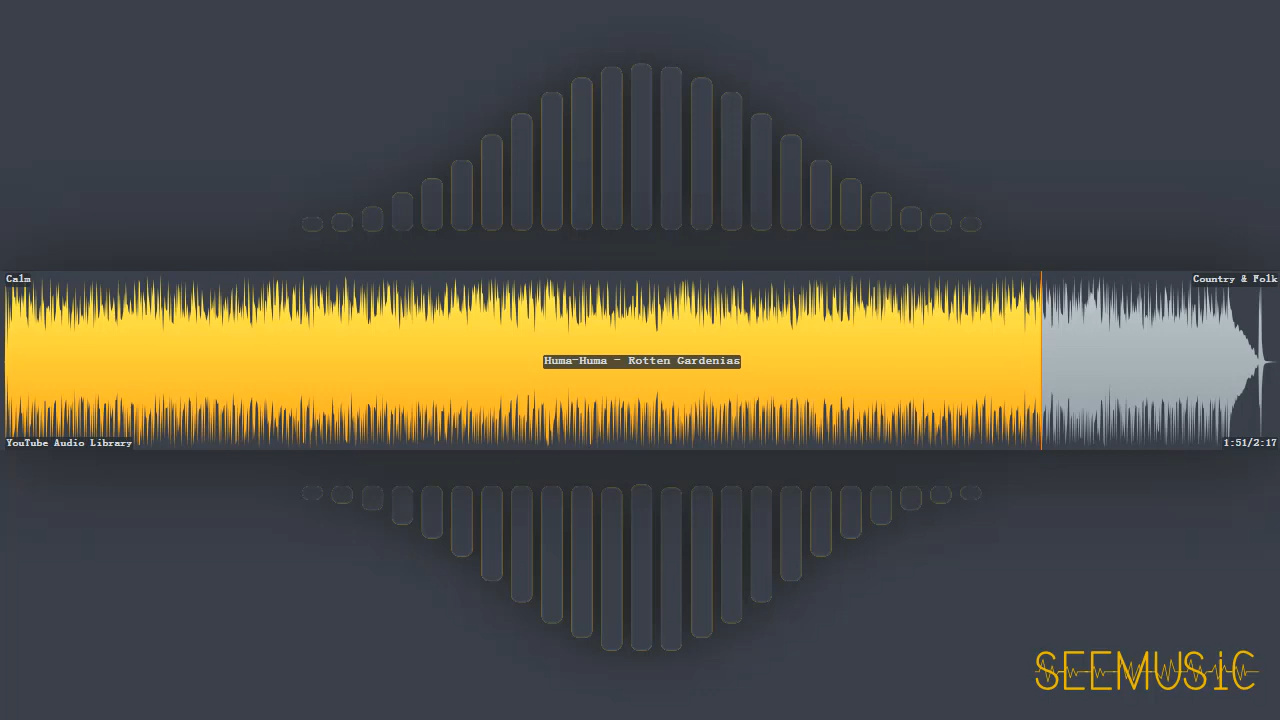 Calm
Country & Folk
Huma-Huma - Rotten Gardenias
YouTube Audio Library
1:51/2:17
SEEMUSiC